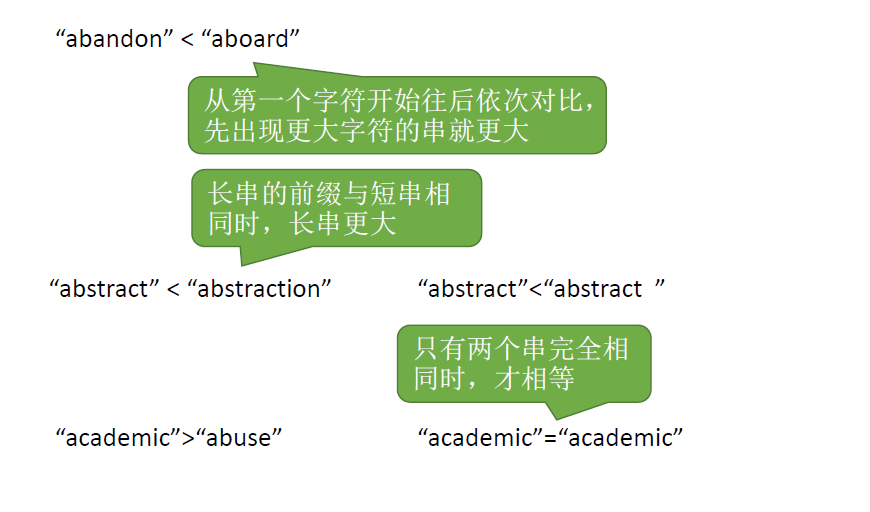 “abandon” < “aboard”
从第一个字符开始往后依次对比，
先出现更大字符的串就更大
长串的前缀与短串相
同时，长串更大
“abstract” < “abstraction”
“abstract”<“abstract  ”
只有两个串完全相
同时，才相等
“academic”>“abuse”
“academic”=“academic”